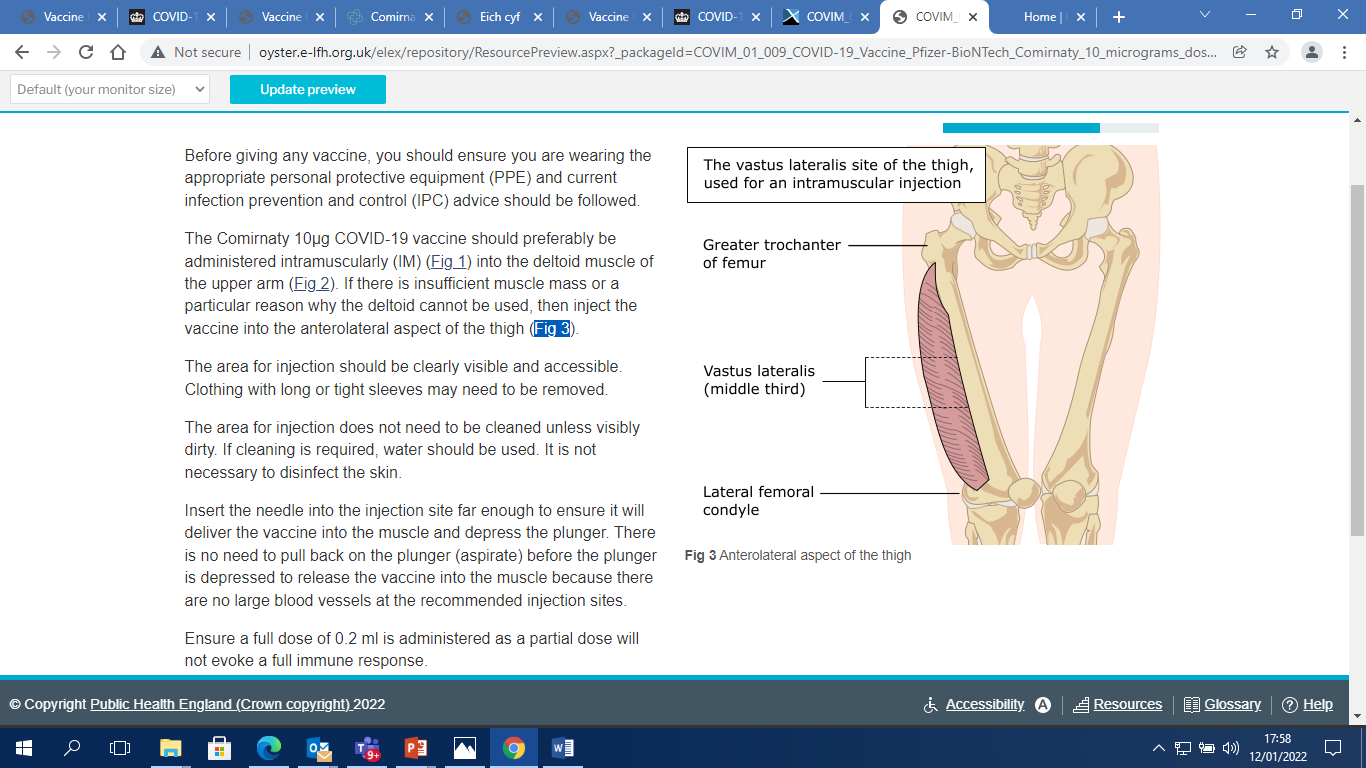 Vaccine
COVID-1
Vaccine
Comirna
Eich cyf
Vaccine
COVID-1
COVIM_
COVIM_
Home |
Not secure
oyster.e-lfh.org.uk/elex/repository/ResourcePreview.aspx?_packageId=COVIM_01_009_COVID-19_Vaccine_Pfizer-BioNTech_Comirnaty_10_micrograms_dos...
Default (your monitor size)
Update preview
Before giving any vaccine, you should ensure you are wearing the
appropriate personal protective equipment (PPE) and current
infection prevention and control (IPC) advice should be followed.
The Comirnaty 10µg COVID-19 vaccine should preferably be
administered intramuscularly (IM) (Fig 1) into the deltoid muscle of
the upper arm (Fig 2). If there is insufficient muscle mass or a
particular reason why the deltoid cannot be used, then inject the
vaccine into the anterolateral aspect of the thigh (Fig 3).
The area for injection should be clearly visible and accessible.
Clothing with long or tight sleeves may need to be removed.
The area for injection does not need to be cleaned unless visibly
dirty. If cleaning is required, water should be used. It is not
necessary to disinfect the skin.
Insert the needle into the injection site far enough to ensure it will
deliver the vaccine into the muscle and depress the plunger. There
is no need to pull back on the plunger (aspirate) before the plunger
is depressed to release the vaccine into the muscle because there
are no large blood vessels at the recommended injection sites.
Ensure a full dose of 0.2 ml is administered as a partial dose will
not evoke a full immune response.
The vastus lateralis site of the thigh,
used for an intramuscular injection
Greater trochanter
of femur
Vastus lateralis
(middle third)
Lateral femoral
condyle
Fig 3 Anterolateral aspect of the thigh
© Copyright Public Health England (Crown copyright) 2022
Accessibility
A
Resources
Glossary
Help
9+
17:58
12/01/2022